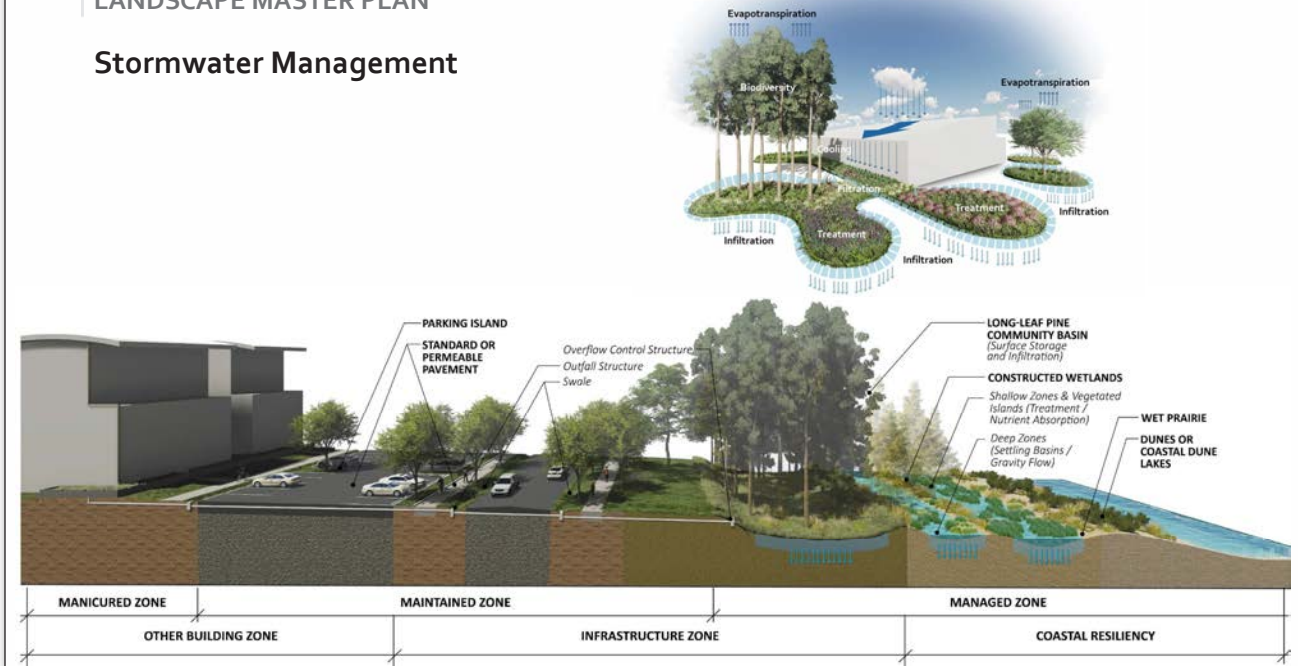 LANDSCAPE MASTER PLAN
Stormwater Management
Evapotranspiration
Biodiversity
Evapotranspiration
Cooling
Filtration
Treatment
Infiltration
Infiltration
Treatment
Infiltration
PARKING ISLAND
STANDARD OR
PERMEABLE
PAVEMENT
Overflow Control Structure
Outfall Structure
Swale
LONG-LEAF PINE
COMMUNITY BASIN
(Surface Storage
and Infiltration)
CONSTRUCTED WETLANDS
Shallow Zones & Vegetated
Islands (Treatment /
Nutrient Absorption)
Deep Zones
(Settling Basins /
Gravity Flow)
WET PRAIRIE
DUNES OR
COASTAL DUNE
LAKES
MANICURED ZONE
MAINTAINED ZONE
MANAGED ZONE
OTHER BUILDING ZONE
INFRASTRUCTURE ZONE
COASTAL RESILIENCY